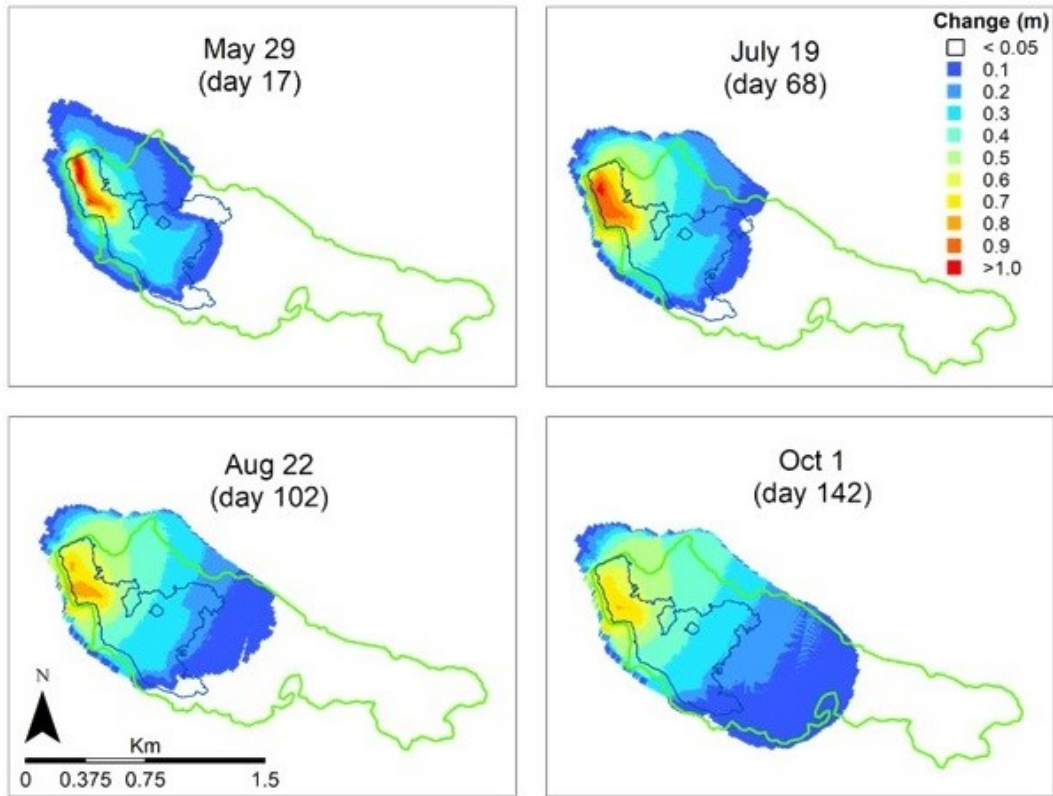 May 29
(day 17)
July 19
(day 68)
Change (m)
< 0.05
0.1
0.2
0.3
0.4
0.5
0.6
0.7
0.8
0.9
>1.0
Aug 22
(day 102)
Oct 1
(day 142)
N
Km
0 0.375 0.75 1.5